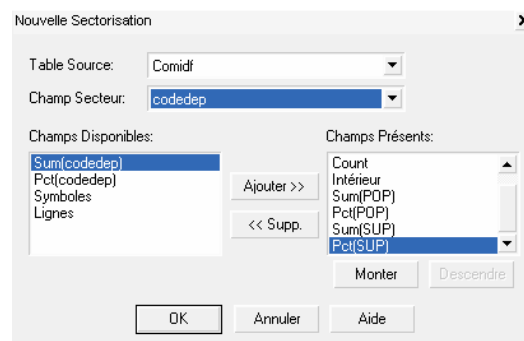 Nouvelle Sectorisation
Table Source: Comidf
Champ Secteur: codedep
Champs Disponibles:
Sum(codedep)
Pct(codedep)
Symboles
Lignes
Ajouter >>
<< Supp.
Champs Présents:
Count
Intérieur
Sum(POP)
Pct(POP)
Sum(SUP)
Pct(SUP)
Monter Descendre
OK Annuler Aide